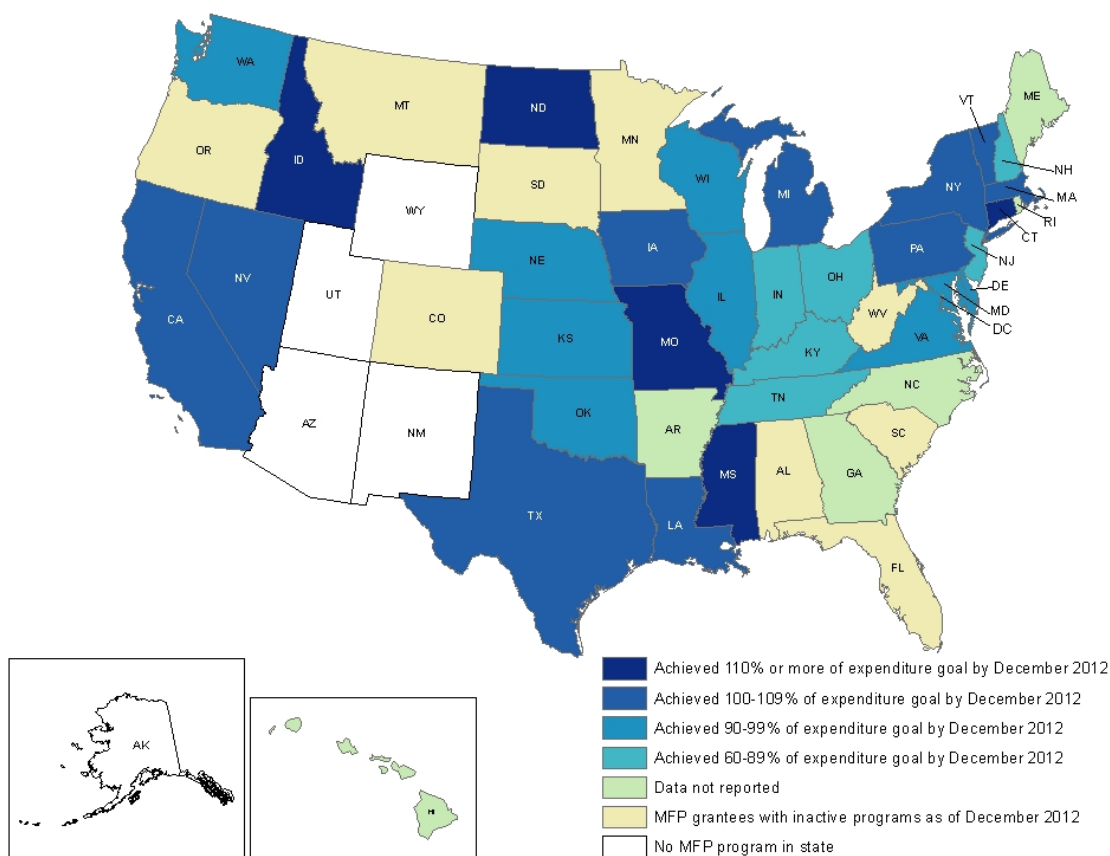 WA
MT
ND
MN
ME
VT
OR
ID
SD
WI
MI
NY
NH
MA
WY
RI
CT
IA
PA
NJ
NE
NV
UT
IL
IN
OH
DE
MD
DC
CO
WV
CA
KS
MO
KY
VA
AZ
NM
OK
AR
TN
NC
SC
MS
AL
GA
TX
LA
FL
AK
HI
Achieved 110% or more of expenditure goal by December 2012
Achieved 100-109% of expenditure goal by December 2012
Achieved 90-99% of expenditure goal by December 2012
Achieved 60-89% of expenditure goal by December 2012
Data not reported
MFP grantees with inactive programs as of December 2012
No MFP program in state